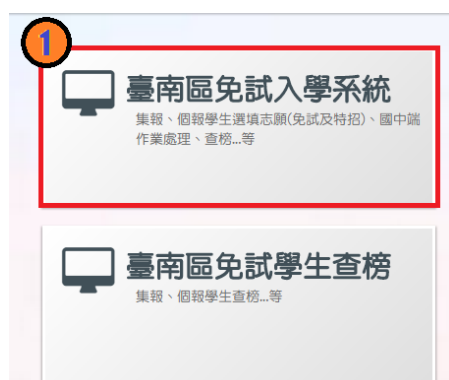 1
臺南區免試入學系統
集報、個報學生選填志願(免試及特招)、國中端
作業處理、查榜...等
臺南區免試學生查榜
集報、個報學生查榜...等